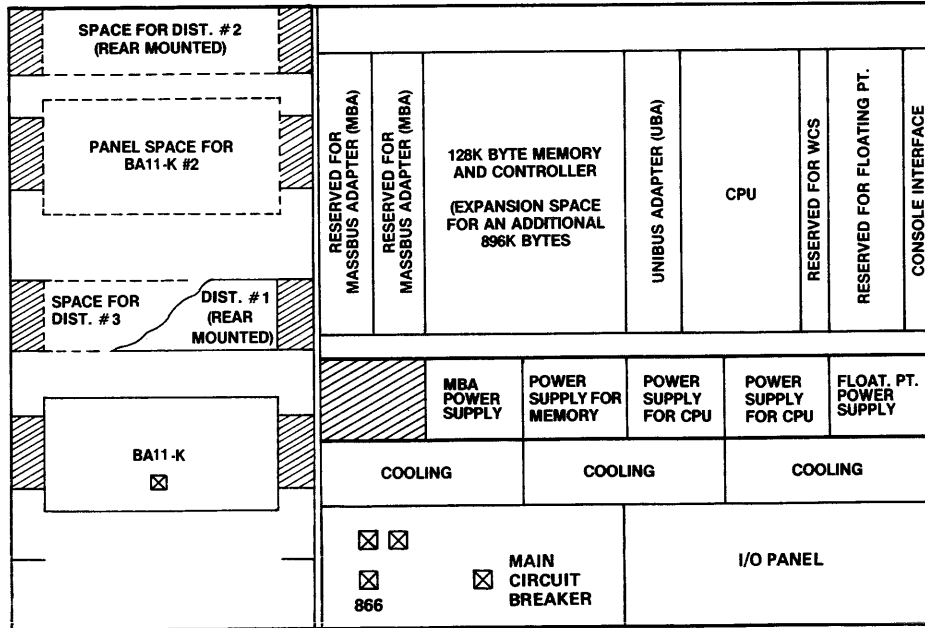 SPACE FOR DIST. #2
(REAR MOUNTED)
PANEL SPACE FOR
BA11-K #2
SPACE FOR
DIST. #3
DIST. #1
(REAR
MOUNTED)
BA11-K
RESERVED FOR
MASSBUS ADAPTER (MBA)
RESERVED FOR
MASSBUS ADAPTER (MBA)
128K BYTE MEMORY
AND CONTROLLER
(EXPANSION SPACE
FOR AN ADDITIONAL
896K BYTES
UNIBUS ADAPTER (UBA)
CPU
RESERVED FOR WCS
RESERVED FOR FLOATING PT.
CONSOLE INTERFACE
MBA
POWER
SUPPLY
POWER
SUPPLY FOR
MEMORY
POWER
SUPPLY
FOR CPU
POWER
SUPPLY
FOR CPU
FLOAT. PT.
POWER
SUPPLY
COOLING
COOLING
COOLING
866
MAIN
CIRCUIT
BREAKER
I/O PANEL